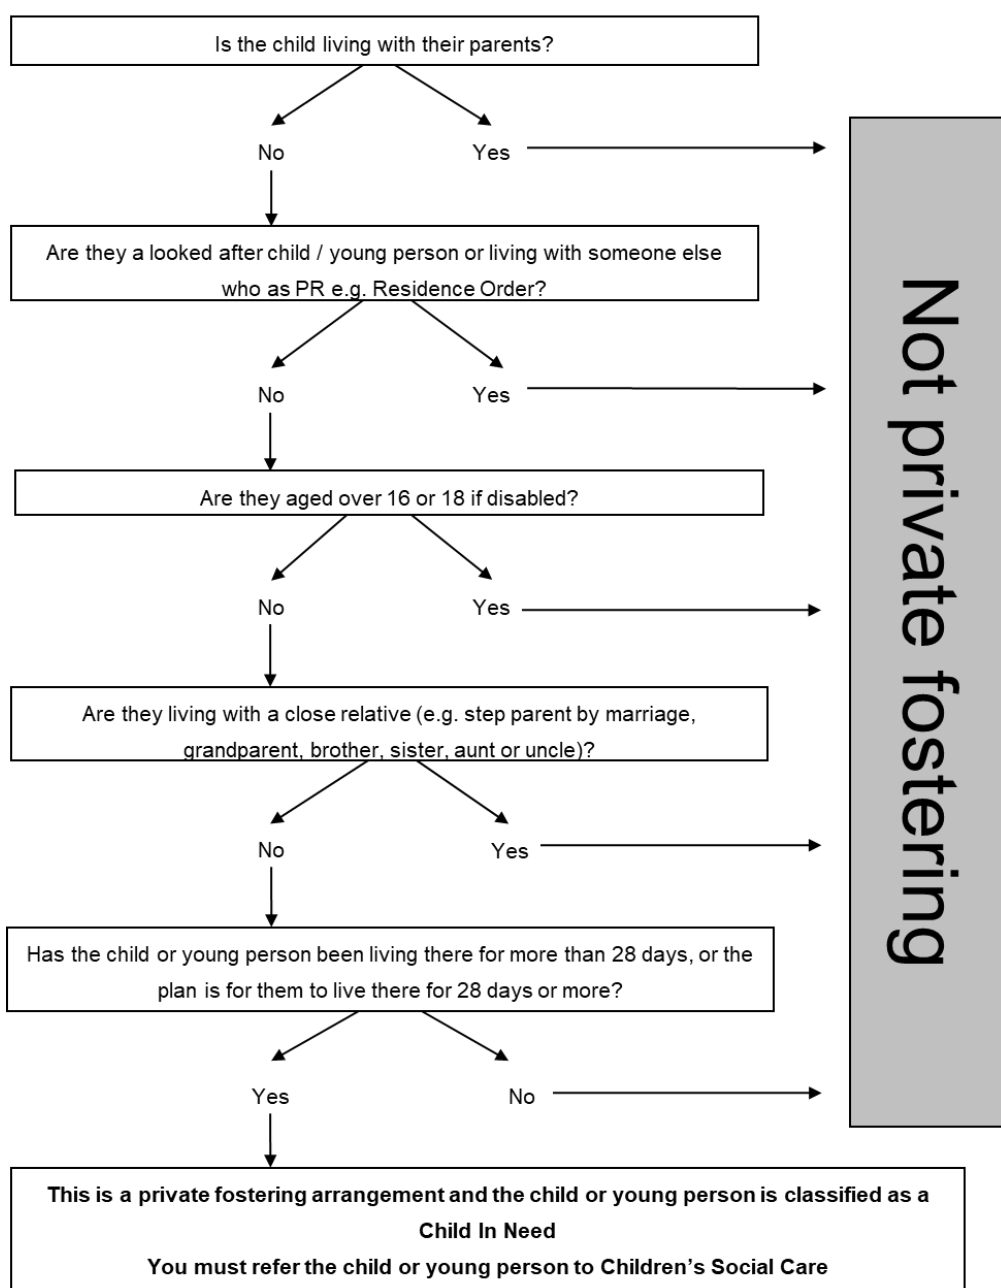 Is the child living with their parents?
No
Yes
Are they a looked after child / young person or living with someone else
who as PR e.g. Residence Order?
No
Yes
Are they aged over 16 or 18 if disabled?
No
Yes
Are they living with a close relative (e.g. step parent by marriage,
grandparent, brother, sister, aunt or uncle)?
No
Yes
Has the child or young person been living there for more than 28 days, or the
plan is for them to live there for 28 days or more?
Yes
No
This is a private fostering arrangement and the child or young person is classified as a
Child In Need
You must refer the child or young person to Children’s Social Care
Not private fostering